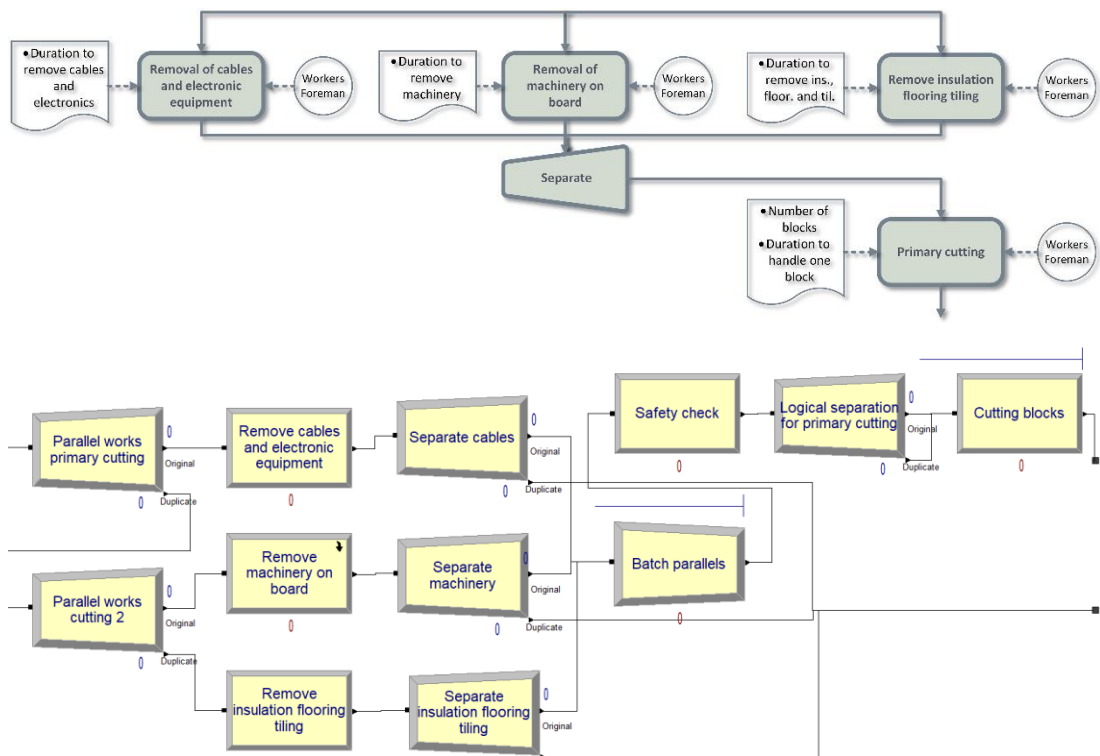 • Duration to
remove cables
and
electronics
Removal of cables
and electronic
equipment
Workers
Foreman
• Duration to
remove
machinery
Removal of
machinery on
board
Workers
Foreman
• Duration to
remove ins.,
floor. and til.
Remove insulation
flooring tiling
Workers
Foreman
Separate
• Number of
blocks
• Duration to
handle one
block
Primary cutting
Workers
Foreman
Parallel works
primary cutting
0
Original
0
Duplicate
Remove cables
and electronic
equipment
0
Separate cables
0
Original
0
Duplicate
Safety check
0
Logical separation
for primary cutting
0
Original
0
Duplicate
Cutting blocks
0
Parallel works
cutting 2
0
Original
0
Duplicate
Remove
machinery on
board
0
Separate
machinery
0
Original
0
Duplicate
Batch parallels
0
Remove
insulation flooring
tiling
Separate
insulation flooring
tiling
0
Original